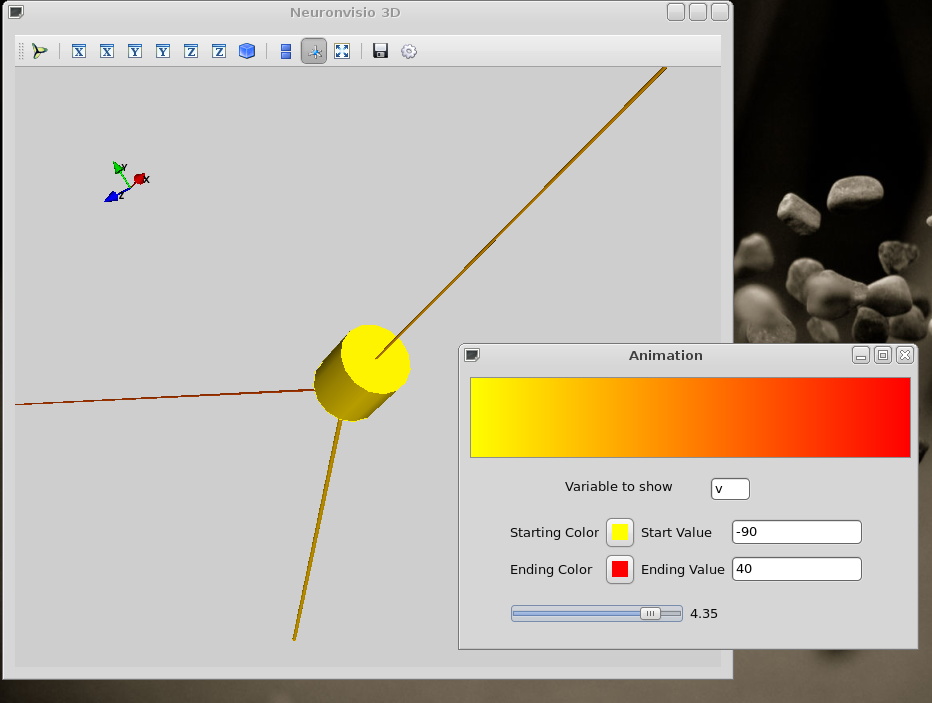 Neuronvisio 3D
X X Y Y Z Z
Y
X
Z
Animation
Variable to show v
Starting Color Start Value -90
Ending Color Ending Value 40
4.35